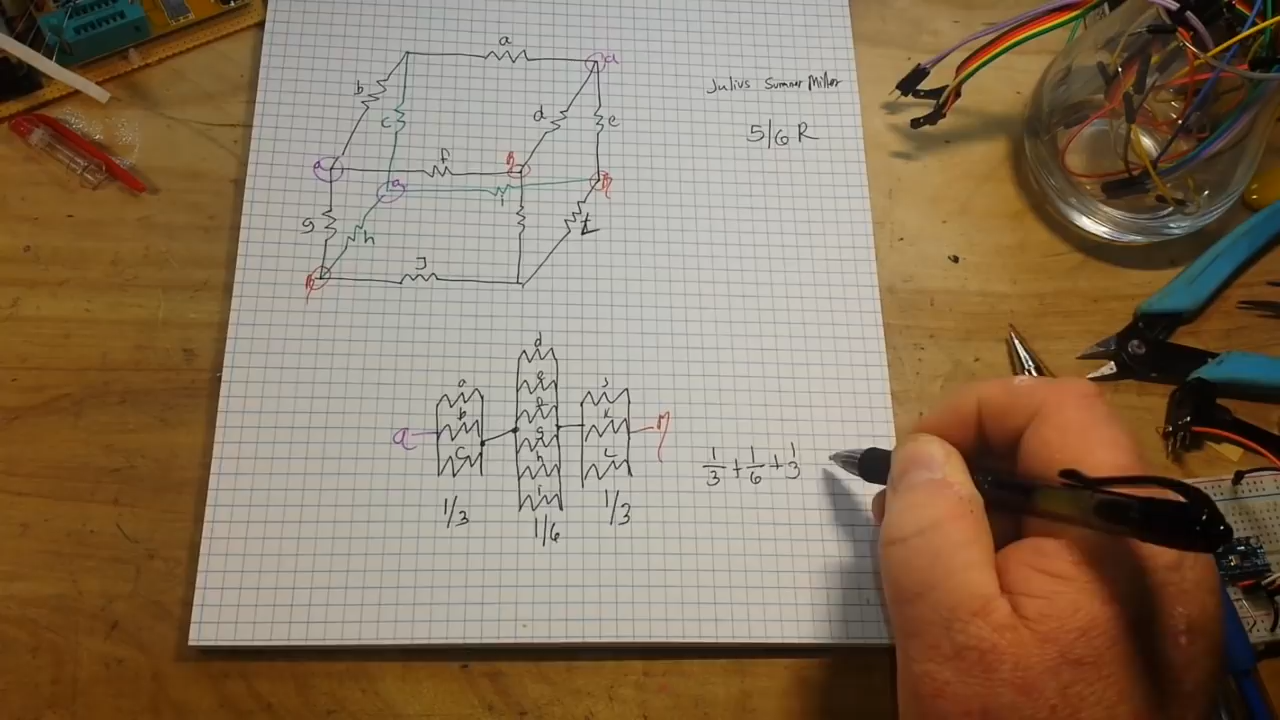 a
a
b
c
d
e
Julius Sumner Miller
5/6 R
a
f
B
a
i
B
g
h
B
J
L
d
a
e
J
b
f
K
a
g
B
C
h
L
i
1/3
1/6
1/3
1/3 + 1/6 + 1/3